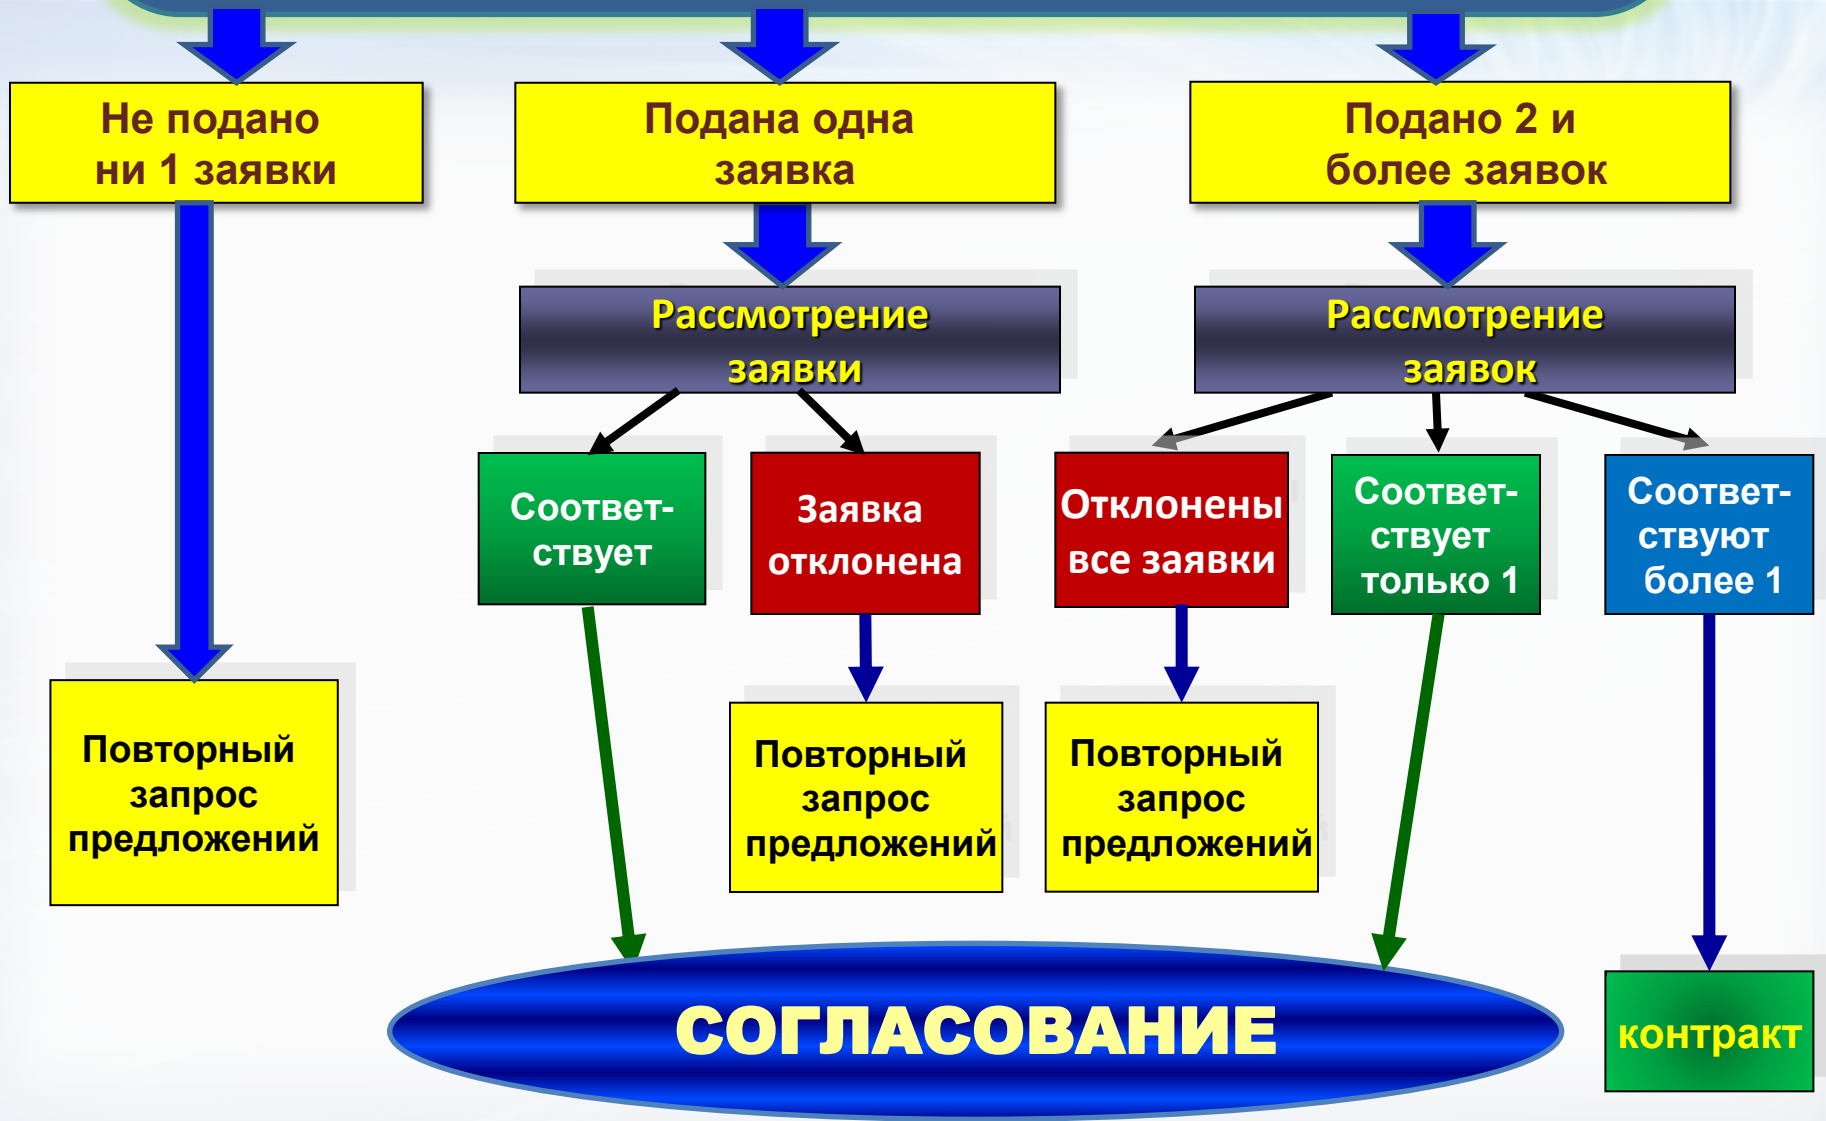 Не подано
ни 1 заявки
Подана одна
заявка
Подано 2 и
более заявок
Рассмотрение
заявки
Рассмотрение
заявок
Соответ-
ствует
Заявка
отклонена
Отклонены
все заявки
Соответ-
ствует
только 1
Соответ-
ствуют
более 1
Повторный
запрос
предложений
Повторный
запрос
предложений
Повторный
запрос
предложений
СОГЛАСОВАНИЕ
контракт